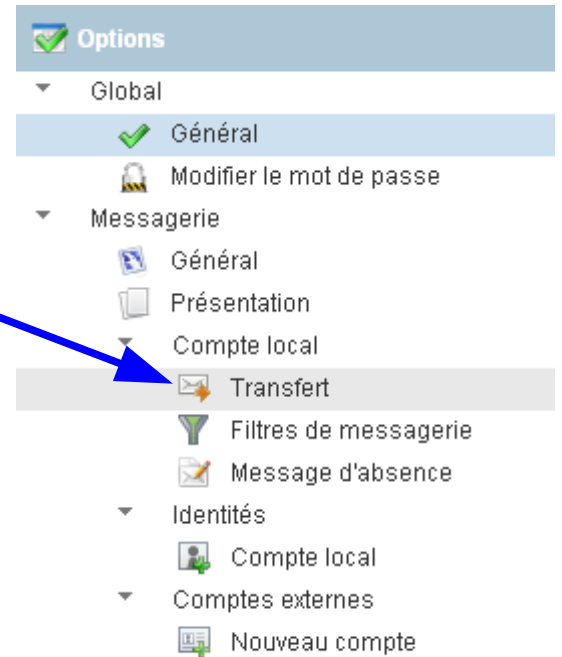 Options
Global
Général
Modifier le mot de passe
Messagerie
Général
Présentation
Compte local
Transfert
Filtres de messagerie
Message d'absence
Identités
Compte local
Comptes externes
Nouveau compte